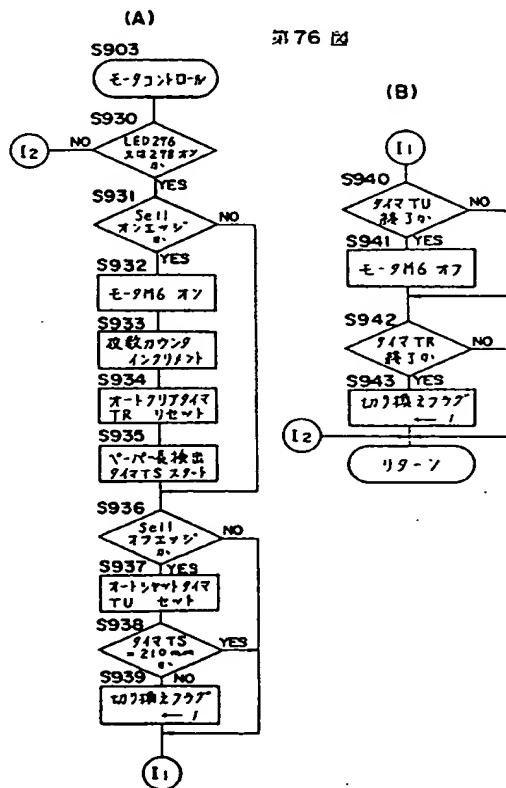 (A)
第76図
S903
モータコントロール
S930
LED276
又は278オン
か
NO
I2
YES
S931
Se11
オンエッジ
か
NO
YES
S932
モータM6 オン
S933
枚数カウンタ
インクリメント
S934
オートクリアタイマ
TR リセット
S935
ペーパー長検出
タイマTS スタート
S936
Se11
オフエッジ
か
NO
YES
S937
オートシャットタイマ
TU セット
S938
タイマTS
=210mm
か
YES
NO
S939
切り換えフラグ
← 1
I1
(B)
I1
S940
タイマTU
終了か
NO
YES
S941
モータM6 オフ
S942
タイマTR
終了か
NO
YES
S943
切り換えフラグ
← 1
I2
リターン